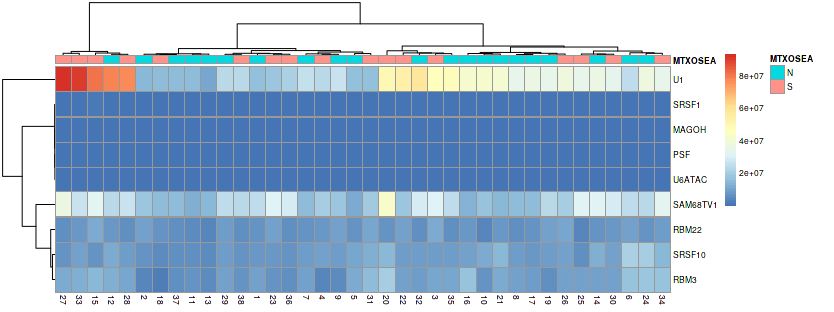 MTXOSEA
U1
SRSF1
MAGOH
PSF
U6ATAC
SAM68TV1
RBM22
SRSF10
RBM3
27 33 15 12 28 2 18 37 11 13 29 38 1 23 36 7 4 9 5 31 20 22 32 3 35 16 10 21 8 17 19 26 25 14 30 6 24 34
8e+07
6e+07
4e+07
2e+07
MTXOSEA
N
S